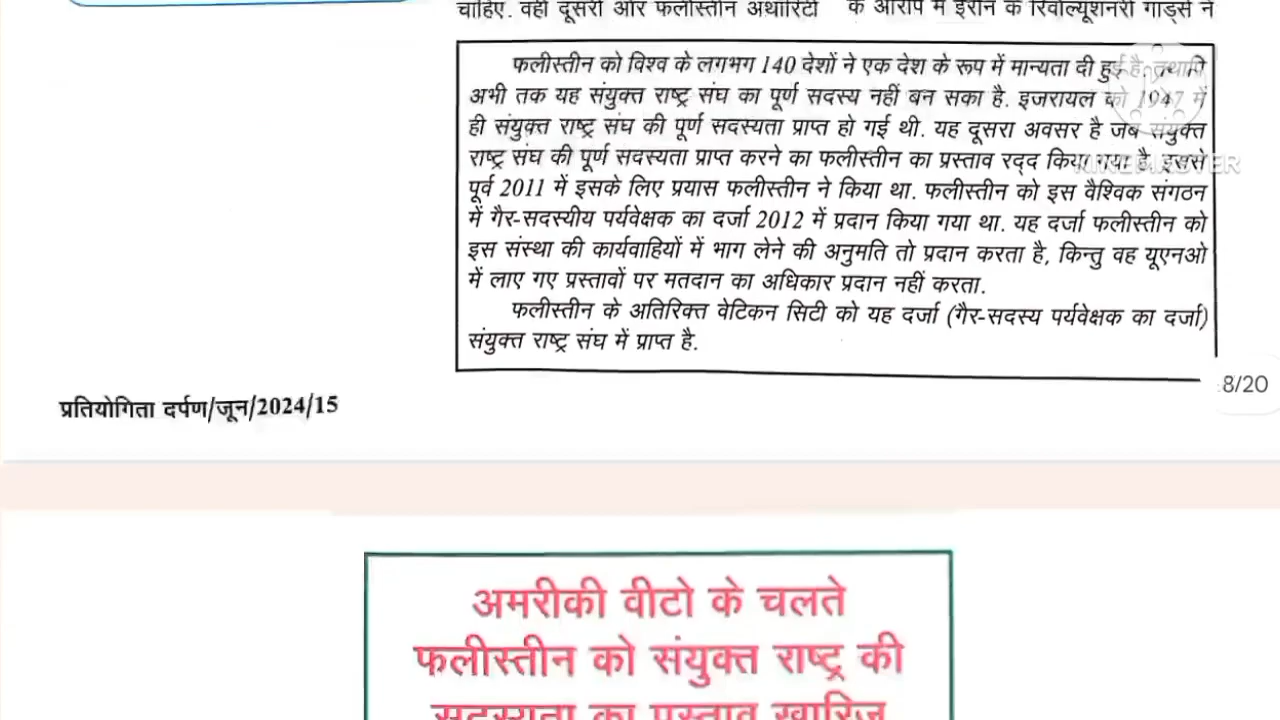 चाहिए. वहीं दूसरी ओर फलीस्तीन अथॉरिटी के आरोप में ईरान के रिवोल्यूशनरी गार्ड्स ने
फलीस्तीन को विश्व के लगभग 140 देशों ने एक देश के रूप में मान्यता दी हुई है, तथापि
अभी तक यह संयुक्त राष्ट्र संघ का पूर्ण सदस्य नहीं बन सका है. इजरायल को 1947 में
ही संयुक्त राष्ट्र संघ की पूर्ण सदस्यता प्राप्त हो गई थी. यह दूसरा अवसर है जब संयुक्त
राष्ट्र संघ की पूर्ण सदस्यता प्राप्त करने का फलीस्तीन का प्रस्ताव रद्द किया गया है. इससे
KINEMASTER
पूर्व 2011 में इसके लिए प्रयास फलीस्तीन ने किया था. फलीस्तीन को इस वैश्विक संगठन
में गैर-सदस्यीय पर्यवेक्षक का दर्जा 2012 में प्रदान किया गया था. यह दर्जा फलीस्तीन को
इस संस्था की कार्यवाहियों में भाग लेने की अनुमति तो प्रदान करता है, किन्तु वह यूएनओ
में लाए गए प्रस्तावों पर मतदान का अधिकार प्रदान नहीं करता.
फलीस्तीन के अतिरिक्त वेटिकन सिटी को यह दर्जा (गैर-सदस्य पर्यवेक्षक का दर्जा)
संयुक्त राष्ट्र संघ में प्राप्त है.
8/20
प्रतियोगिता दर्पण/जून/2024/15
अमरीकी वीटो के चलते
फलीस्तीन को संयुक्त राष्ट्र की
सदस्यता का प्रस्ताव खारिज